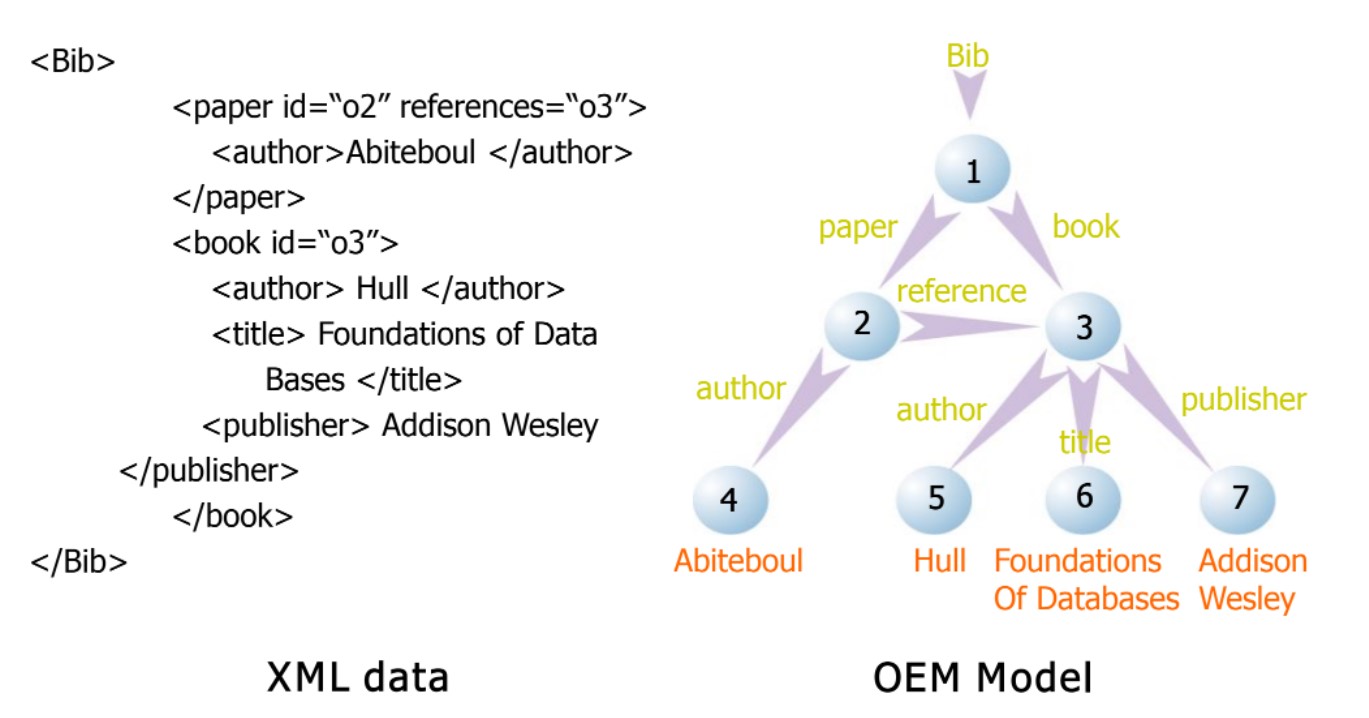 <Bib>
<paper id=“o2” references=“o3”>
<author>Abiteboul </author>
</paper>
<book id=“o3”>
<author> Hull </author>
<title> Foundations of Data
Bases </title>
<publisher> Addison Wesley
</publisher>
</book>
</Bib>
XML data
Bib
1
paper
book
reference
2
3
author
author
title
publisher
4
5
6
7
Abiteboul
Hull
Foundations
Of Databases
Addison
Wesley
OEM Model